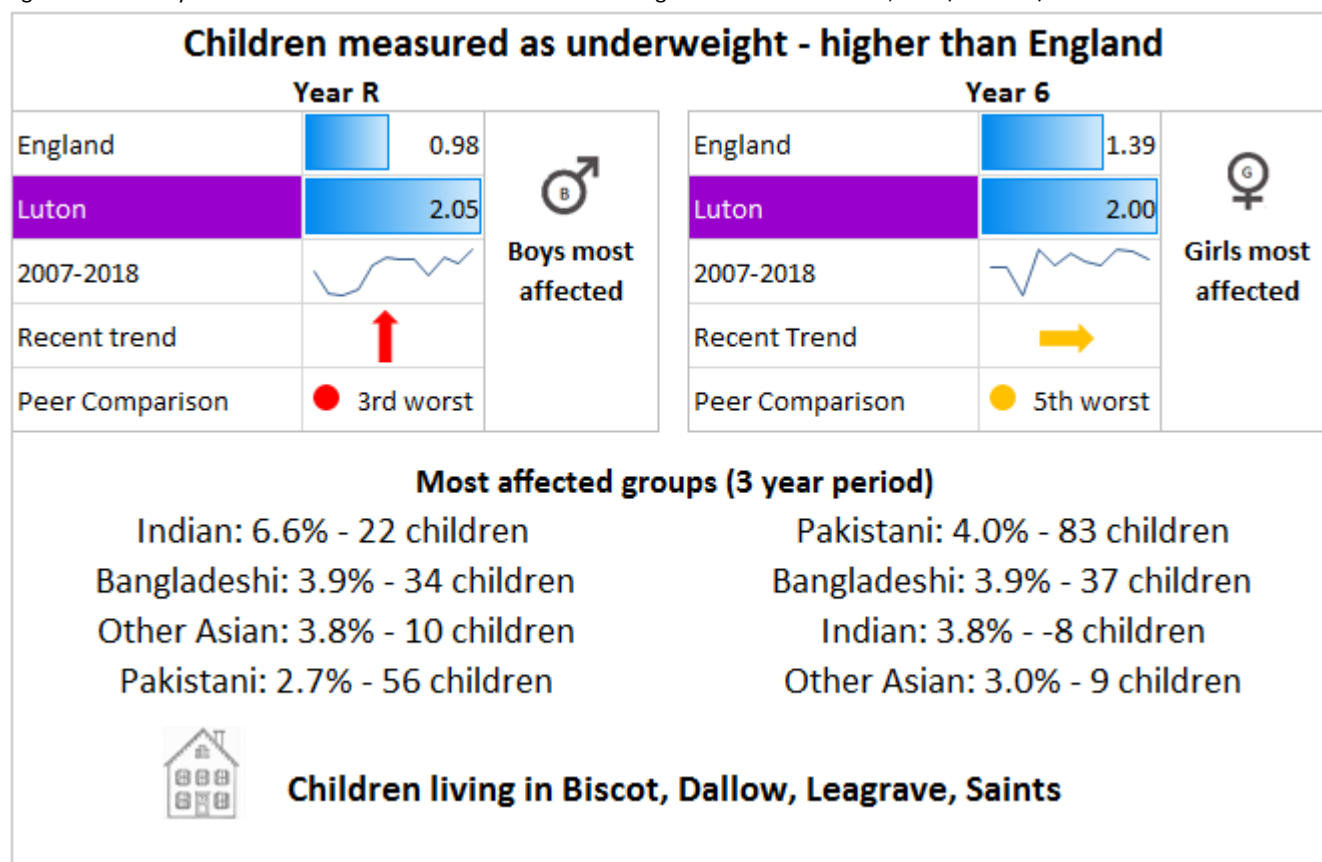 Children measured as underweight - higher than England
Year R
England 0.98
Luton 2.05
2007-2018
Recent trend
Peer Comparison 3rd worst
B
Boys most
affected
Year 6
England 1.39
Luton 2.00
2007-2018
Recent Trend
Peer Comparison 5th worst
G
Girls most
affected
Most affected groups (3 year period)
Indian: 6.6% - 22 children
Bangladeshi: 3.9% - 34 children
Other Asian: 3.8% - 10 children
Pakistani: 2.7% - 56 children
Pakistani: 4.0% - 83 children
Bangladeshi: 3.9% - 37 children
Indian: 3.8% - -8 children
Other Asian: 3.0% - 9 children
Children living in Biscot, Dallow, Leagrave, Saints